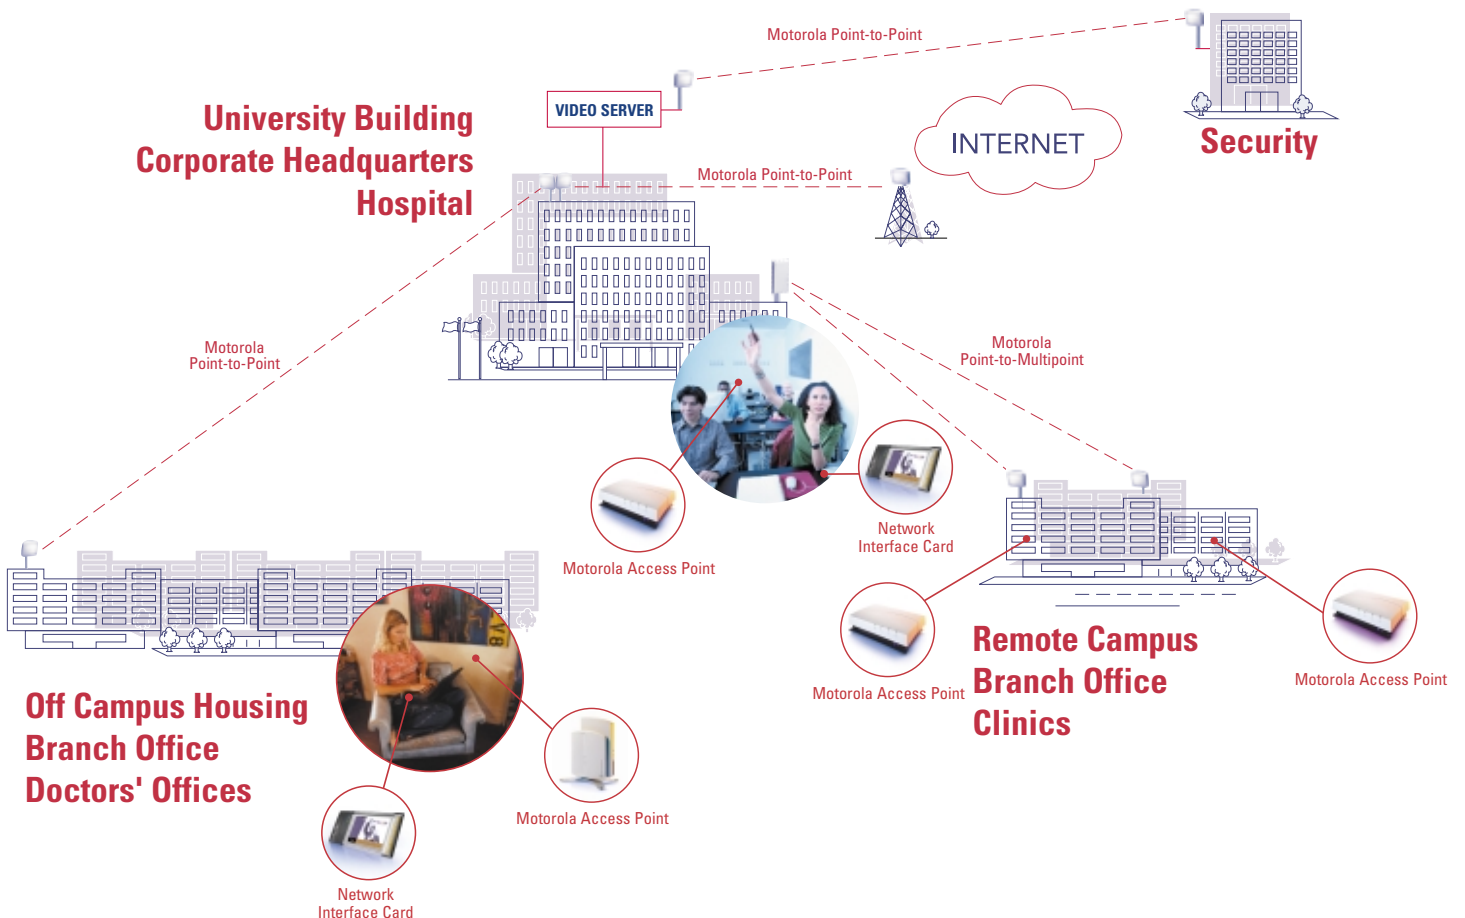 Motorola Point-to-Point
VIDEO SERVER
University Building
Corporate Headquarters
Hospital
INTERNET
Security
Motorola Point-to-Point
Motorola
Point-to-Point
Motorola
Point-to-Multipoint
Network
Interface Card
Motorola Access Point
Motorola Access Point
Remote Campus
Branch Office
Clinics
Motorola Access Point
Off Campus Housing
Branch Office
Doctors' Offices
V8
Motorola Access Point
Network
Interface Card